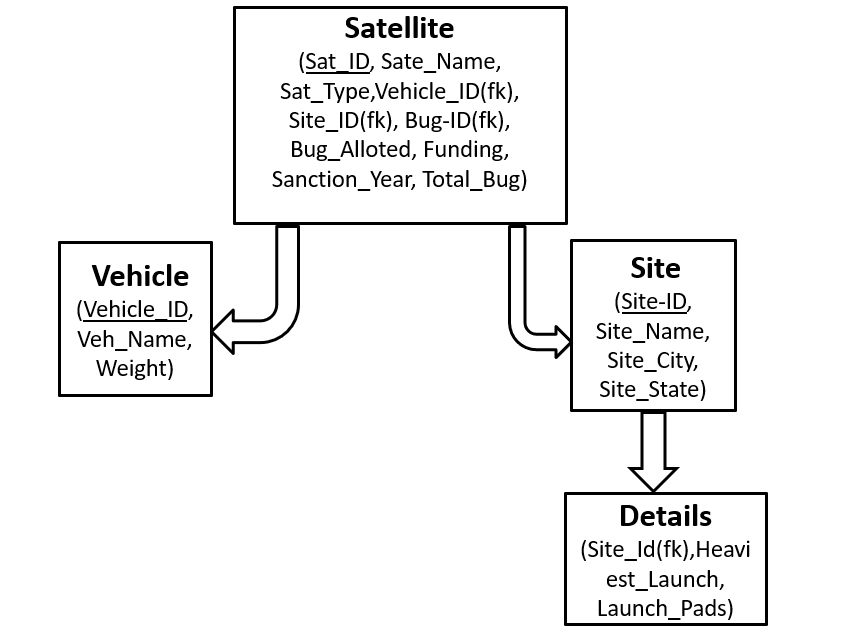 Satellite
(Sat_ID, Sate_Name,
Sat_Type,Vehicle_ID(fk),
Site_ID(fk), Bug-ID(fk),
Bug_Alloted, Funding,
Sanction_Year, Total_Bug)
Vehicle
(Vehicle_ID,
Veh_Name,
Weight)
Site
(Site-ID,
Site_Name,
Site_City,
Site_State)
Details
(Site_Id(fk),Heavi
est_Launch,
Launch_Pads)